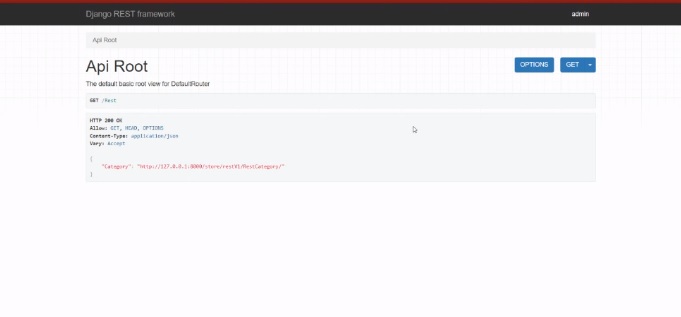 Django REST framework
admin
Api Root
Api Root
OPTIONS
GET
The default basic root view for DefaultRouter
GET /Rest
HTTP 200 OK
Allow: GET, HEAD, OPTIONS
Content-Type: application/json
Vary: Accept
{
"Category": "http://127.0.0.1:8000/store/restV1/RestCategory/"
}